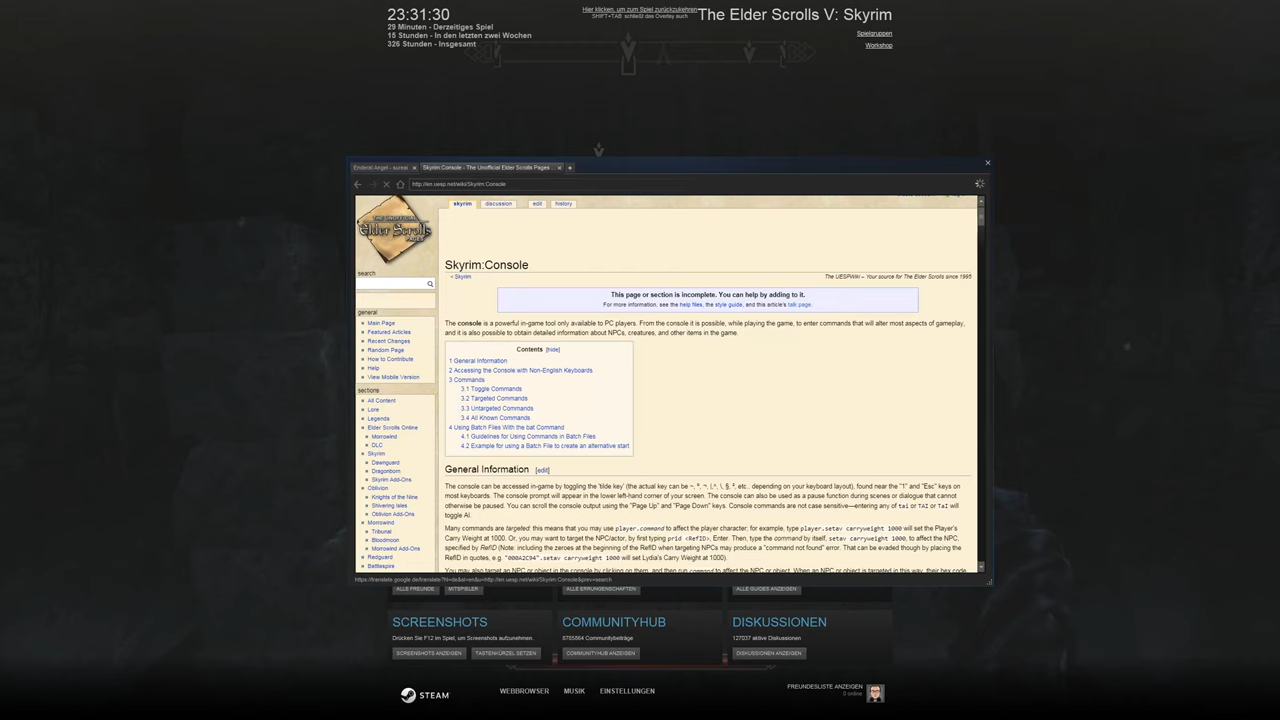 23:31:30
29 Minuten - Derzeitiges Spiel
15 Stunden - In den letzten zwei Wochen
326 Stunden - Insgesamt
Hier klicken, um zum Spiel zurückzukehren
SHIFT+TAB schließt das Overlay auch
The Elder Scrolls V: Skyrim
Spielgruppen
Workshop
Enderal Angel - sureai
Skyrim:Console - The Unofficial Elder Scrolls Pages ...
http://en.uesp.net/wiki/Skyrim:Console
THE UNOFFICIAL
Elder Scrolls
PAGES
search
general
Main Page
Featured Articles
Recent Changes
Random Page
How to Contribute
Help
View Mobile Version
sections
All Content
Lore
Legends
Elder Scrolls Online
Morrowind
DLC
Skyrim
Dawnguard
Dragonborn
Skyrim Add-Ons
Oblivion
Knights of the Nine
Shivering Isles
Oblivion Add-Ons
Morrowind
Tribunal
Bloodmoon
Morrowind Add-Ons
Redguard
Battlespire
skyrim
discussion
edit
history
Skyrim:Console
< Skyrim
The UESPWiki – Your source for The Elder Scrolls since 1995
This page or section is incomplete. You can help by adding to it.
For more information, see the help files, the style guide, and this article's talk page.
The console is a powerful in-game tool only available to PC players. From the console it is possible, while playing the game, to enter commands that will alter most aspects of gameplay,
and it is also possible to obtain detailed information about NPCs, creatures, and other items in the game.
Contents [hide]
1 General Information
2 Accessing the Console with Non-English Keyboards
3 Commands
3.1 Toggle Commands
3.2 Targeted Commands
3.3 Untargeted Commands
3.4 All Known Commands
4 Using Batch Files With the bat Command
4.1 Guidelines for Using Commands in Batch Files
4.2 Example for using a Batch File to create an alternative start
General Information [edit]
The console can be accessed in-game by toggling the 'tilde key' (the actual key can be ~, º, ¬, |,^, \, §, ², etc.. depending on your keyboard layout), found near the "1" and "Esc" keys on
most keyboards. The console prompt will appear in the lower left-hand corner of your screen. The console can also be used as a pause function during scenes or dialogue that cannot
otherwise be paused. You can scroll the console output using the "Page Up" and "Page Down" keys. Console commands are not case sensitive—entering any of tai or TAI or TaI will
toggle AI.
Many commands are targeted: this means that you may use player.command to affect the player character; for example, type player.setav carryweight 1000 will set the Player's
Carry Weight at 1000. Or, you may want to target the NPC/actor, by first typing prid <RefID>, Enter. Then, type the command by itself, setav carryweight 1000, to affect the NPC,
specified by RefID (Note: including the zeroes at the beginning of the RefID when targeting NPCs may produce a "command not found" error. That can be evaded though by placing the
RefID in quotes, e.g. "000A2C94".setav carryweight 1000 will set Lydia's Carry Weight at 1000).
You may also target an NPC or object in the console by clicking on them, and then run command to affect the NPC or object. When an NPC or object is targeted in this way, their hex code,
https://translate.google.de/translate?hl=de&sl=en&u=http://en.uesp.net/wiki/Skyrim:Console&prev=search
ALLE FREUNDE
MITSPIELER
ALLE ERRUNGENSCHAFTEN
ALLE GUIDES ANZEIGEN
SCREENSHOTS
Drücken Sie F12 im Spiel, um Screenshots aufzunehmen.
SCREENSHOTS ANZEIGEN
TASTENKÜRZEL SETZEN
COMMUNITYHUB
8765864 Communitybeiträge
COMMUNITYHUB ANZEIGEN
DISKUSSIONEN
127037 aktive Diskussionen
DISKUSSIONEN ANZEIGEN
STEAM
WEBBROWSER
MUSIK
EINSTELLUNGEN
FREUNDESLISTE ANZEIGEN
0 online